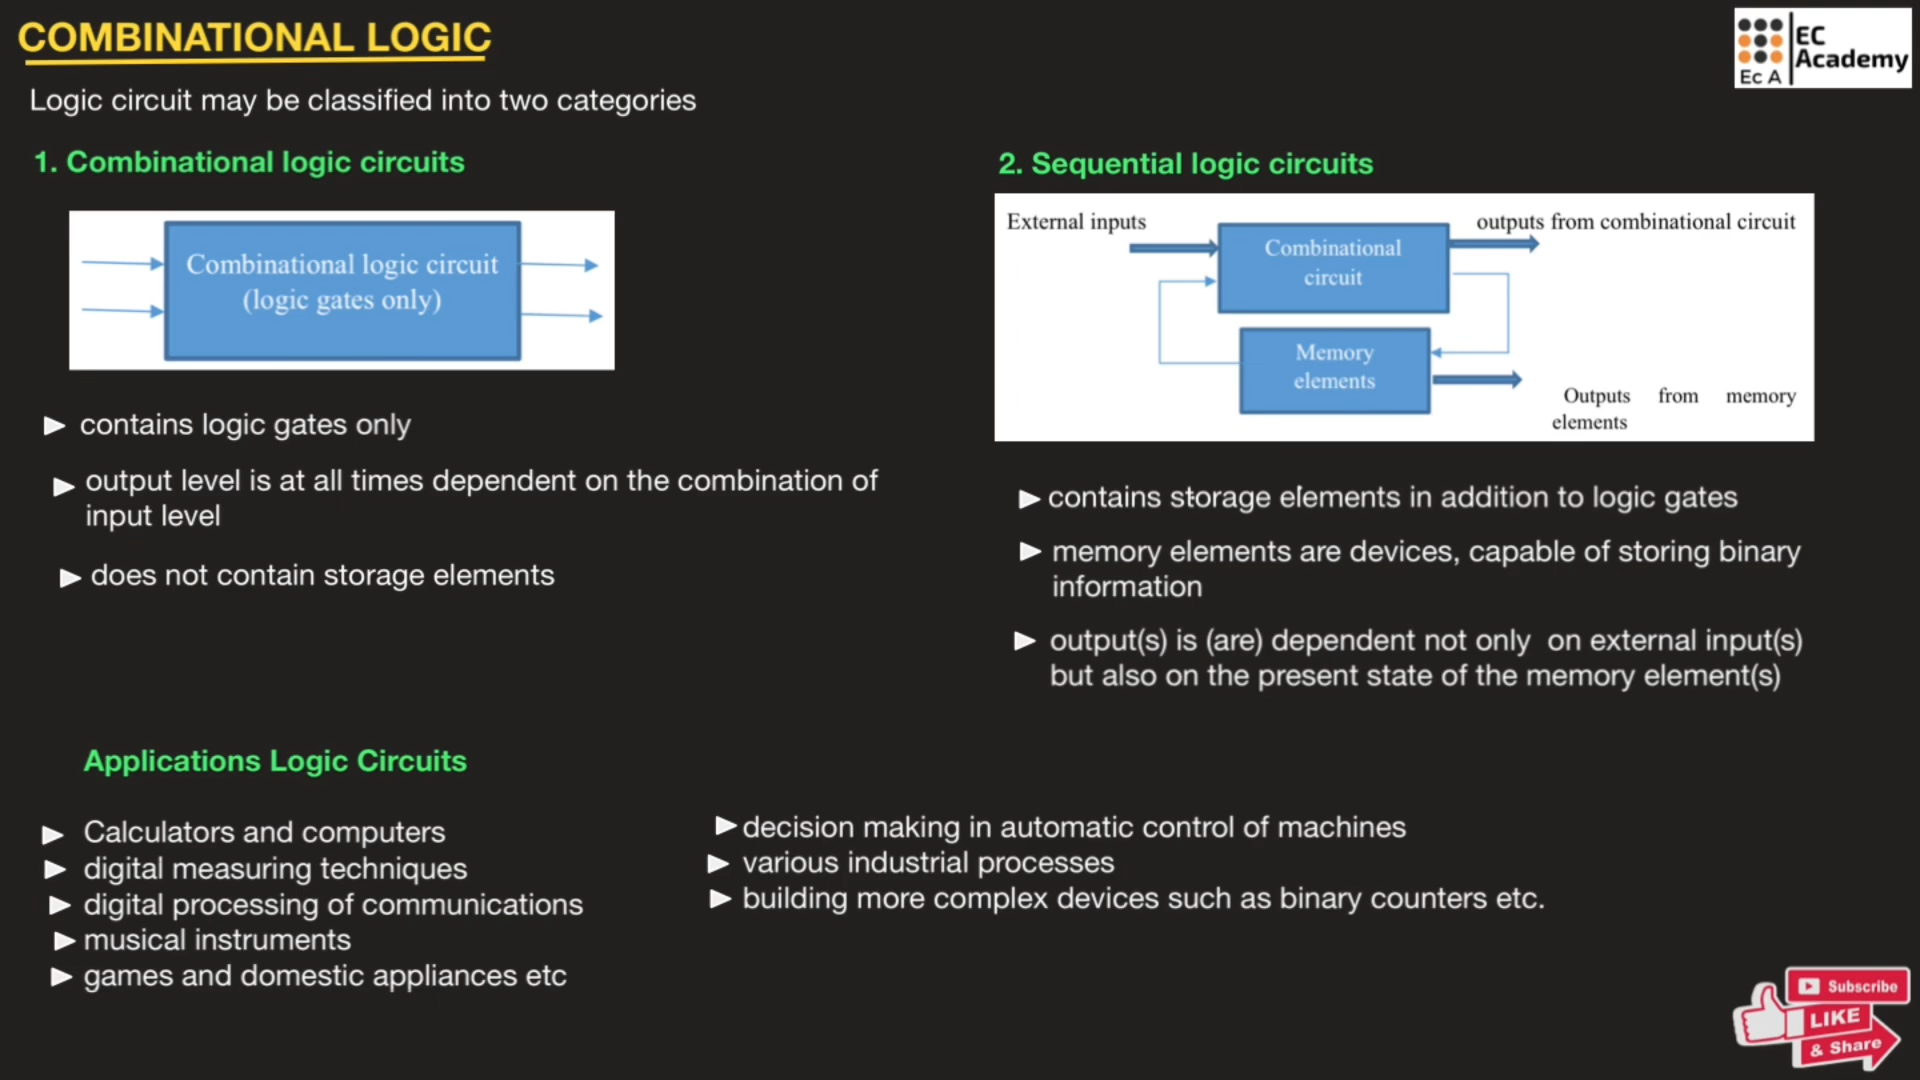 COMBINATIONAL LOGIC
EC
Academy
Ec A
Logic circuit may be classified into two categories
1. Combinational logic circuits
Combinational logic circuit
(logic gates only)
contains logic gates only
output level is at all times dependent on the combination of
input level
does not contain storage elements
2. Sequential logic circuits
External inputs
outputs from combinational circuit
Combinational
circuit
Memory
elements
Outputs from memory
elements
contains storage elements in addition to logic gates
memory elements are devices, capable of storing binary
information
output(s) is (are) dependent not only on external input(s)
but also on the present state of the memory element(s)
Applications Logic Circuits
Calculators and computers
digital measuring techniques
digital processing of communications
musical instruments
games and domestic appliances etc
decision making in automatic control of machines
various industrial processes
building more complex devices such as binary counters etc.
Subscribe
LIKE
& Share